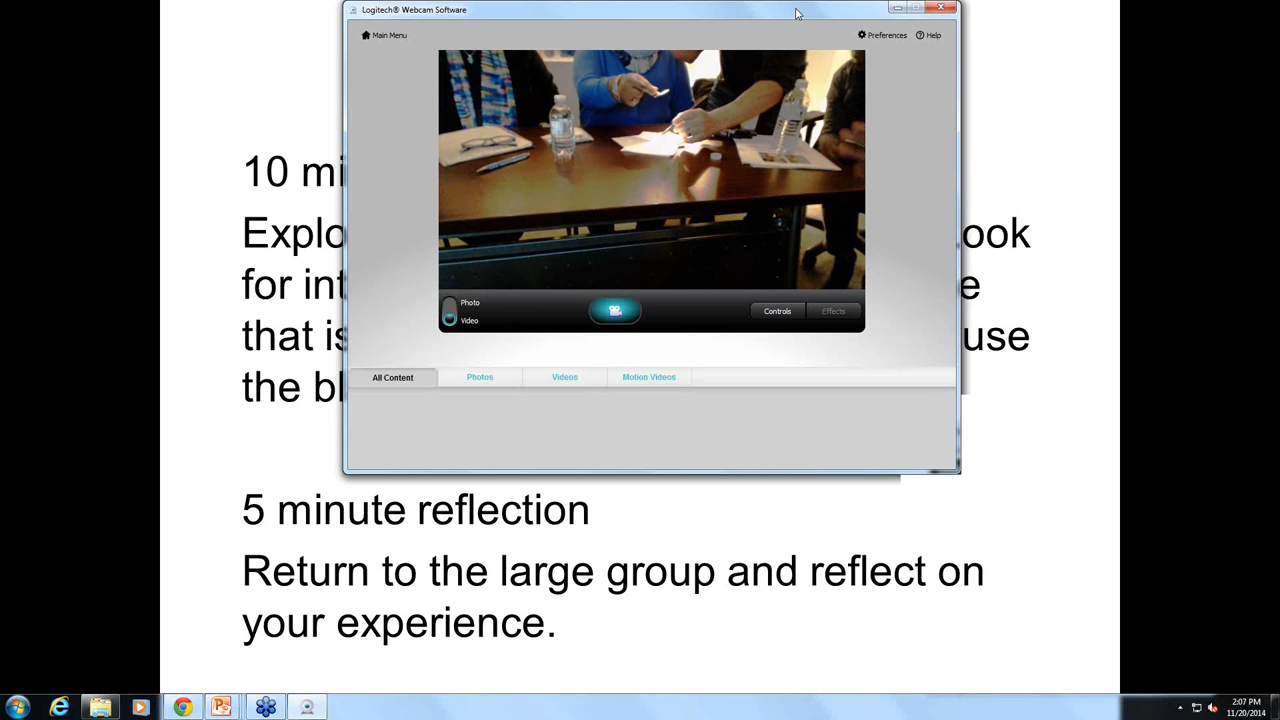 Logitech® Webcam Software
Main Menu
Preferences
Help
10 mi
Explo
ook
for int
e
that is
use
the bl
Photo
Video
Controls
Effects
All Content
Photos
Videos
Motion Videos
5 minute reflection
Return to the large group and reflect on
your experience.
2:07 PM
11/20/2014